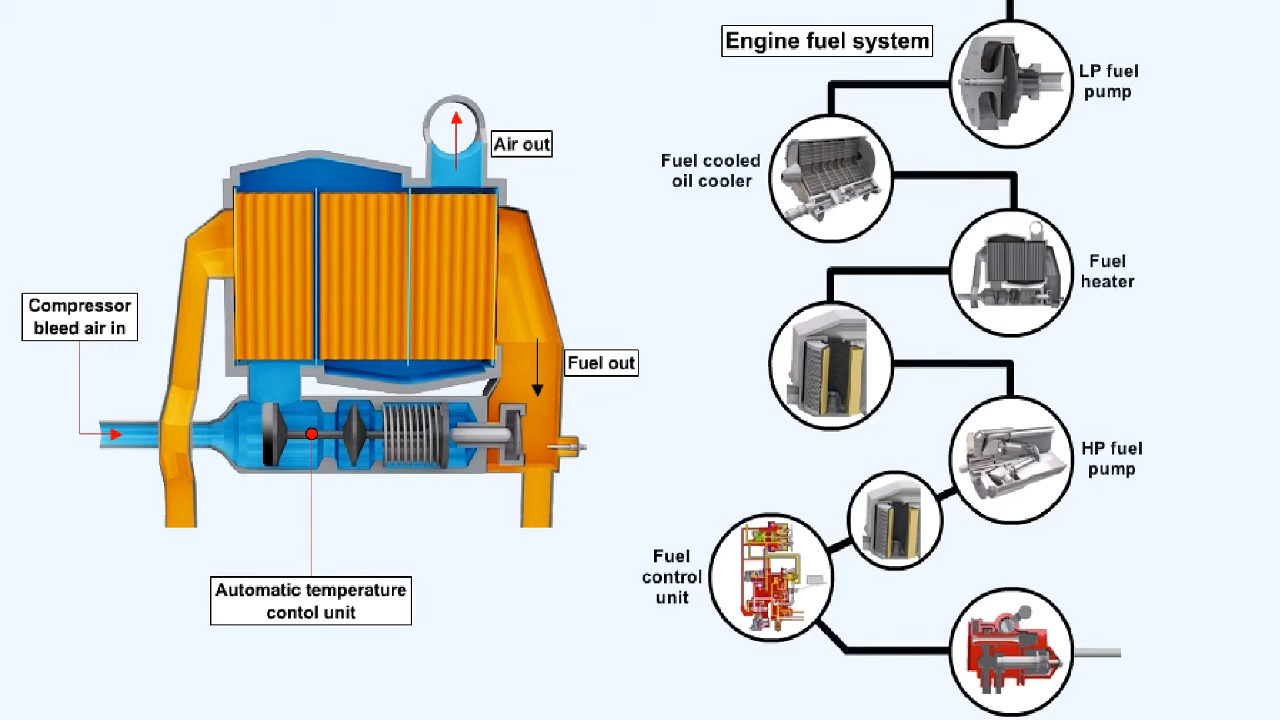 Engine fuel system
LP fuel
pump
Air out
Fuel cooled
oil cooler
Fuel
heater
Compressor
bleed air in
Fuel out
HP fuel
pump
Fuel
control
unit
Automatic temperature
contol unit